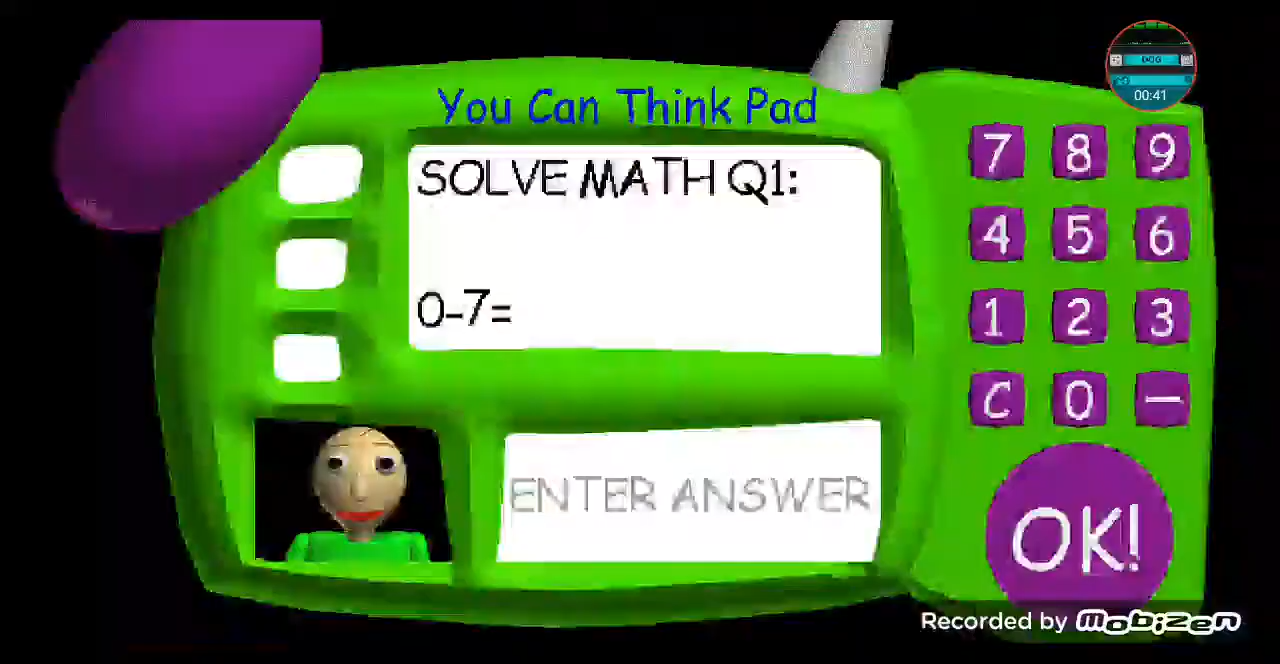 You Can Think Pad
00:41
SOLVE MATH Q1:
7 8 9
4 5 6
0-7=
1 2 3
C 0 —
ENTER ANSWER
OK!
Recorded by mobizen